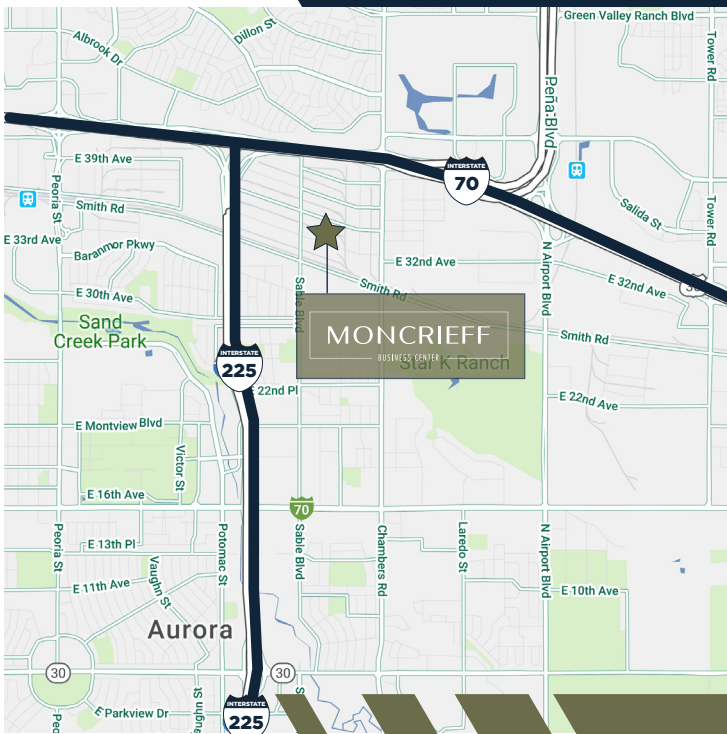 Green Valley Ranch Blvd
Dillon St
Albrook Dr
Tower Rd
Peña Blvd
INTERSTATE
70
E 39th Ave
Peoria St
Smith Rd
Salida St
Tower Rd
E 33rd Ave
Baranmor Pkwy
E 32nd Ave
N Airport Blvd
E 32nd Ave
Smith Rd
E 30th Ave
Sable Blvd
Sand
Creek Park
MONCRIEFF
BUSINESS CENTER
Smith Rd
Star K Ranch
INTERSTATE
225
E 22nd Pl
E 22nd Ave
E Montview Blvd
Victor St
E 16th Ave
70
Peoria St
E 13th Pl
Potomac St
Sable Blvd
Chambers Rd
Laredo St
N Airport Blvd
Vaughn St
E 11th Ave
E 10th Ave
Aurora
30
30
E Parkview Dr
INTERSTATE
225